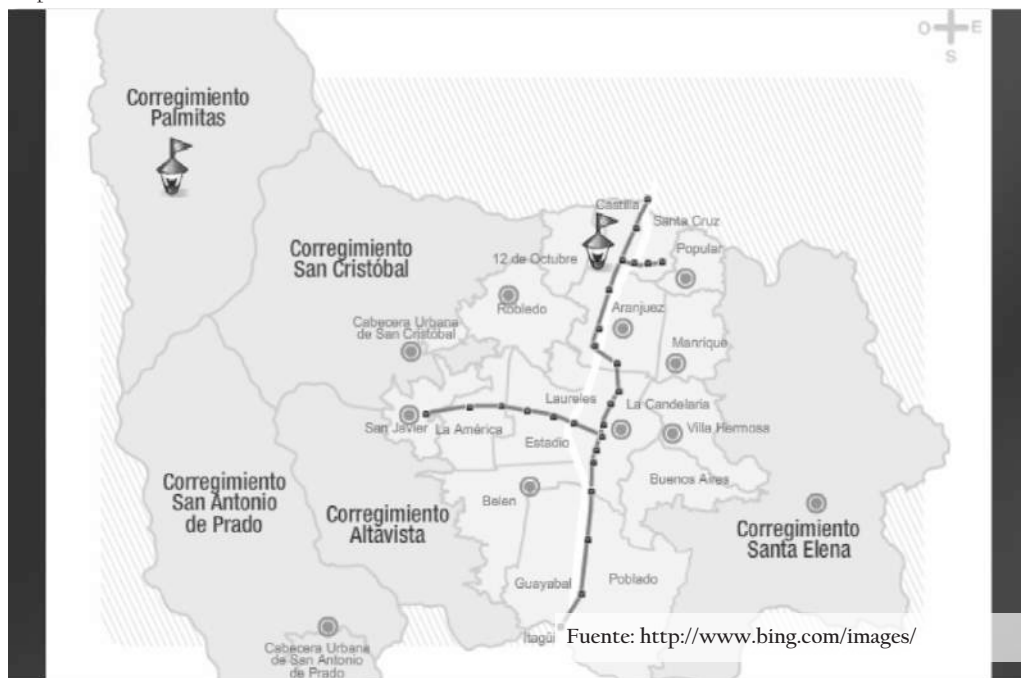 O
E
S
Corregimiento
Palmitas
Castilla
Santa Cruz
Popular
Corregimiento
San Cristóbal
12 de Octubre
Robledo
Aranjuez
Cabecera Urbana
de San Cristóbal
Manrique
Laureles
La Candelaria
San Javier
La América
Villa Hermosa
Estadio
Corregimiento
San Antonio
de Prado
Belen
Buenos Aires
Corregimiento
Altavista
Corregimiento
Santa Elena
Guayabal
Poblado
Itagüí
Fuente: http://www.bing.com/images/
Cabecera Urbana
de San Antonio
de Prado